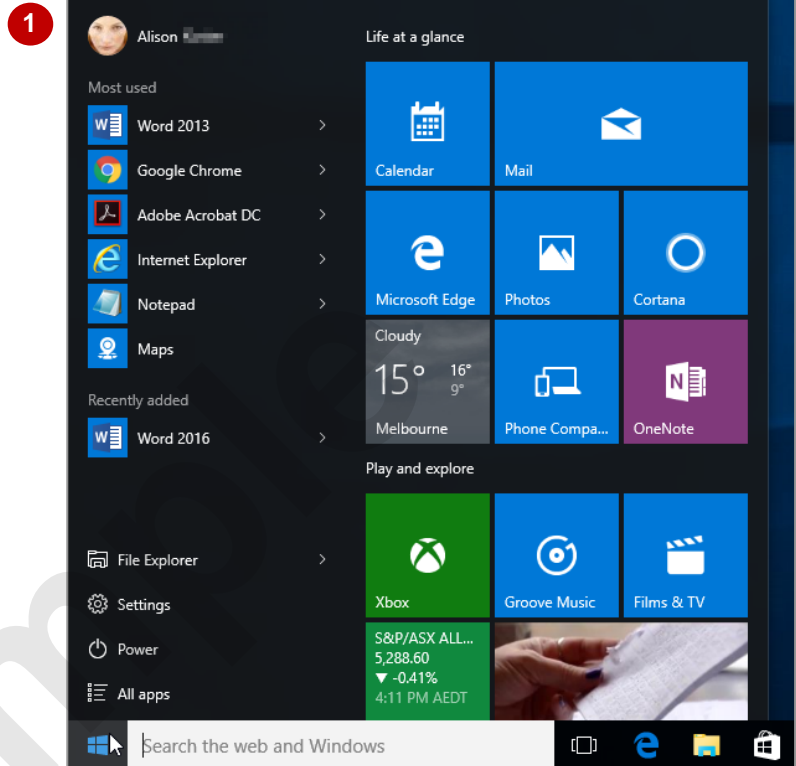 1
Alison
Most used
Word 2013
Google Chrome
Adobe Acrobat DC
Internet Explorer
Notepad
Maps
Recently added
Word 2016
File Explorer
Settings
Power
All apps
Life at a glance
Calendar
Mail
Microsoft Edge
Photos
Cortana
Cloudy
15° 16°
9°
Melbourne
Phone Compa...
OneNote
Play and explore
Xbox
Groove Music
Films & TV
S&P/ASX ALL...
5,288.60
▼ -0.41%
4:11 PM AEDT
Search the web and Windows